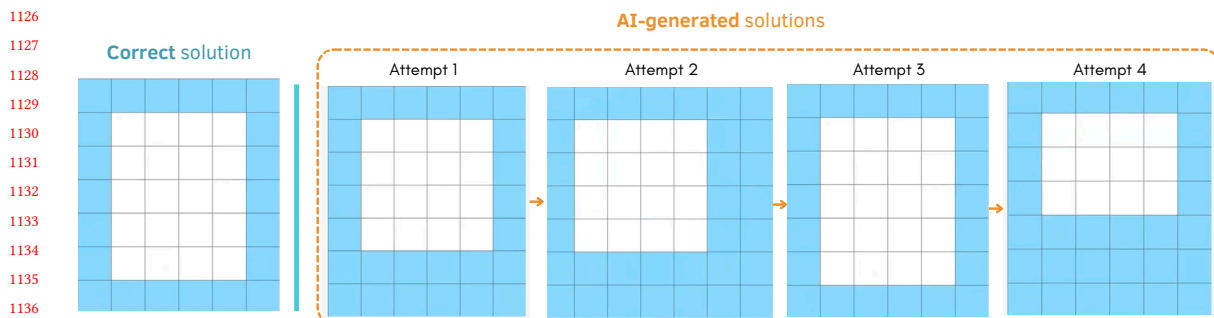 AI-generated solutions
Correct solution
Attempt 1
Attempt 2
Attempt 3
Attempt 4
1126
1127
1128
1129
1130
1131
1132
1133
1134
1135
1136